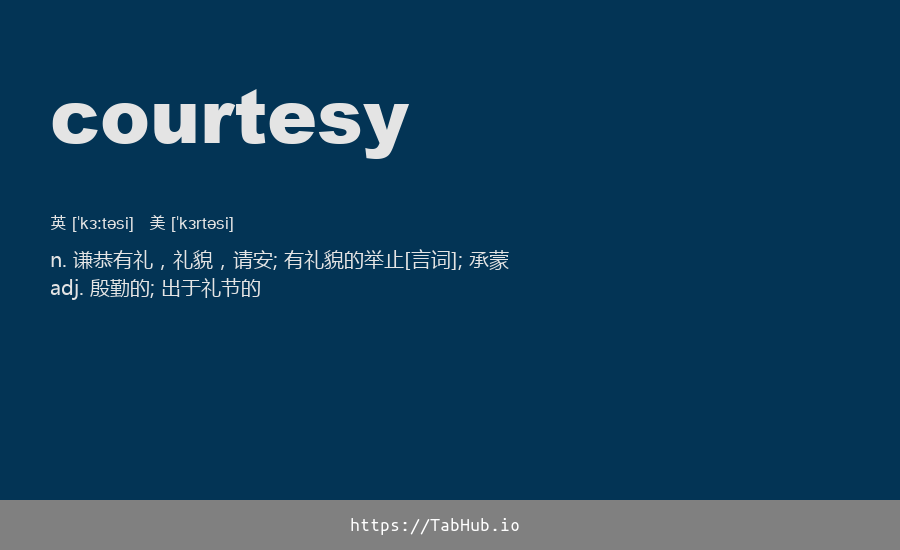 courtesy
英 [ˈkɜːtəsi] 美 [ˈkɜrtəsi]
n. 谦恭有礼，礼貌，请安; 有礼貌的举止[言词]; 承蒙
adj. 殷勤的; 出于礼节的
https://TabHub.io